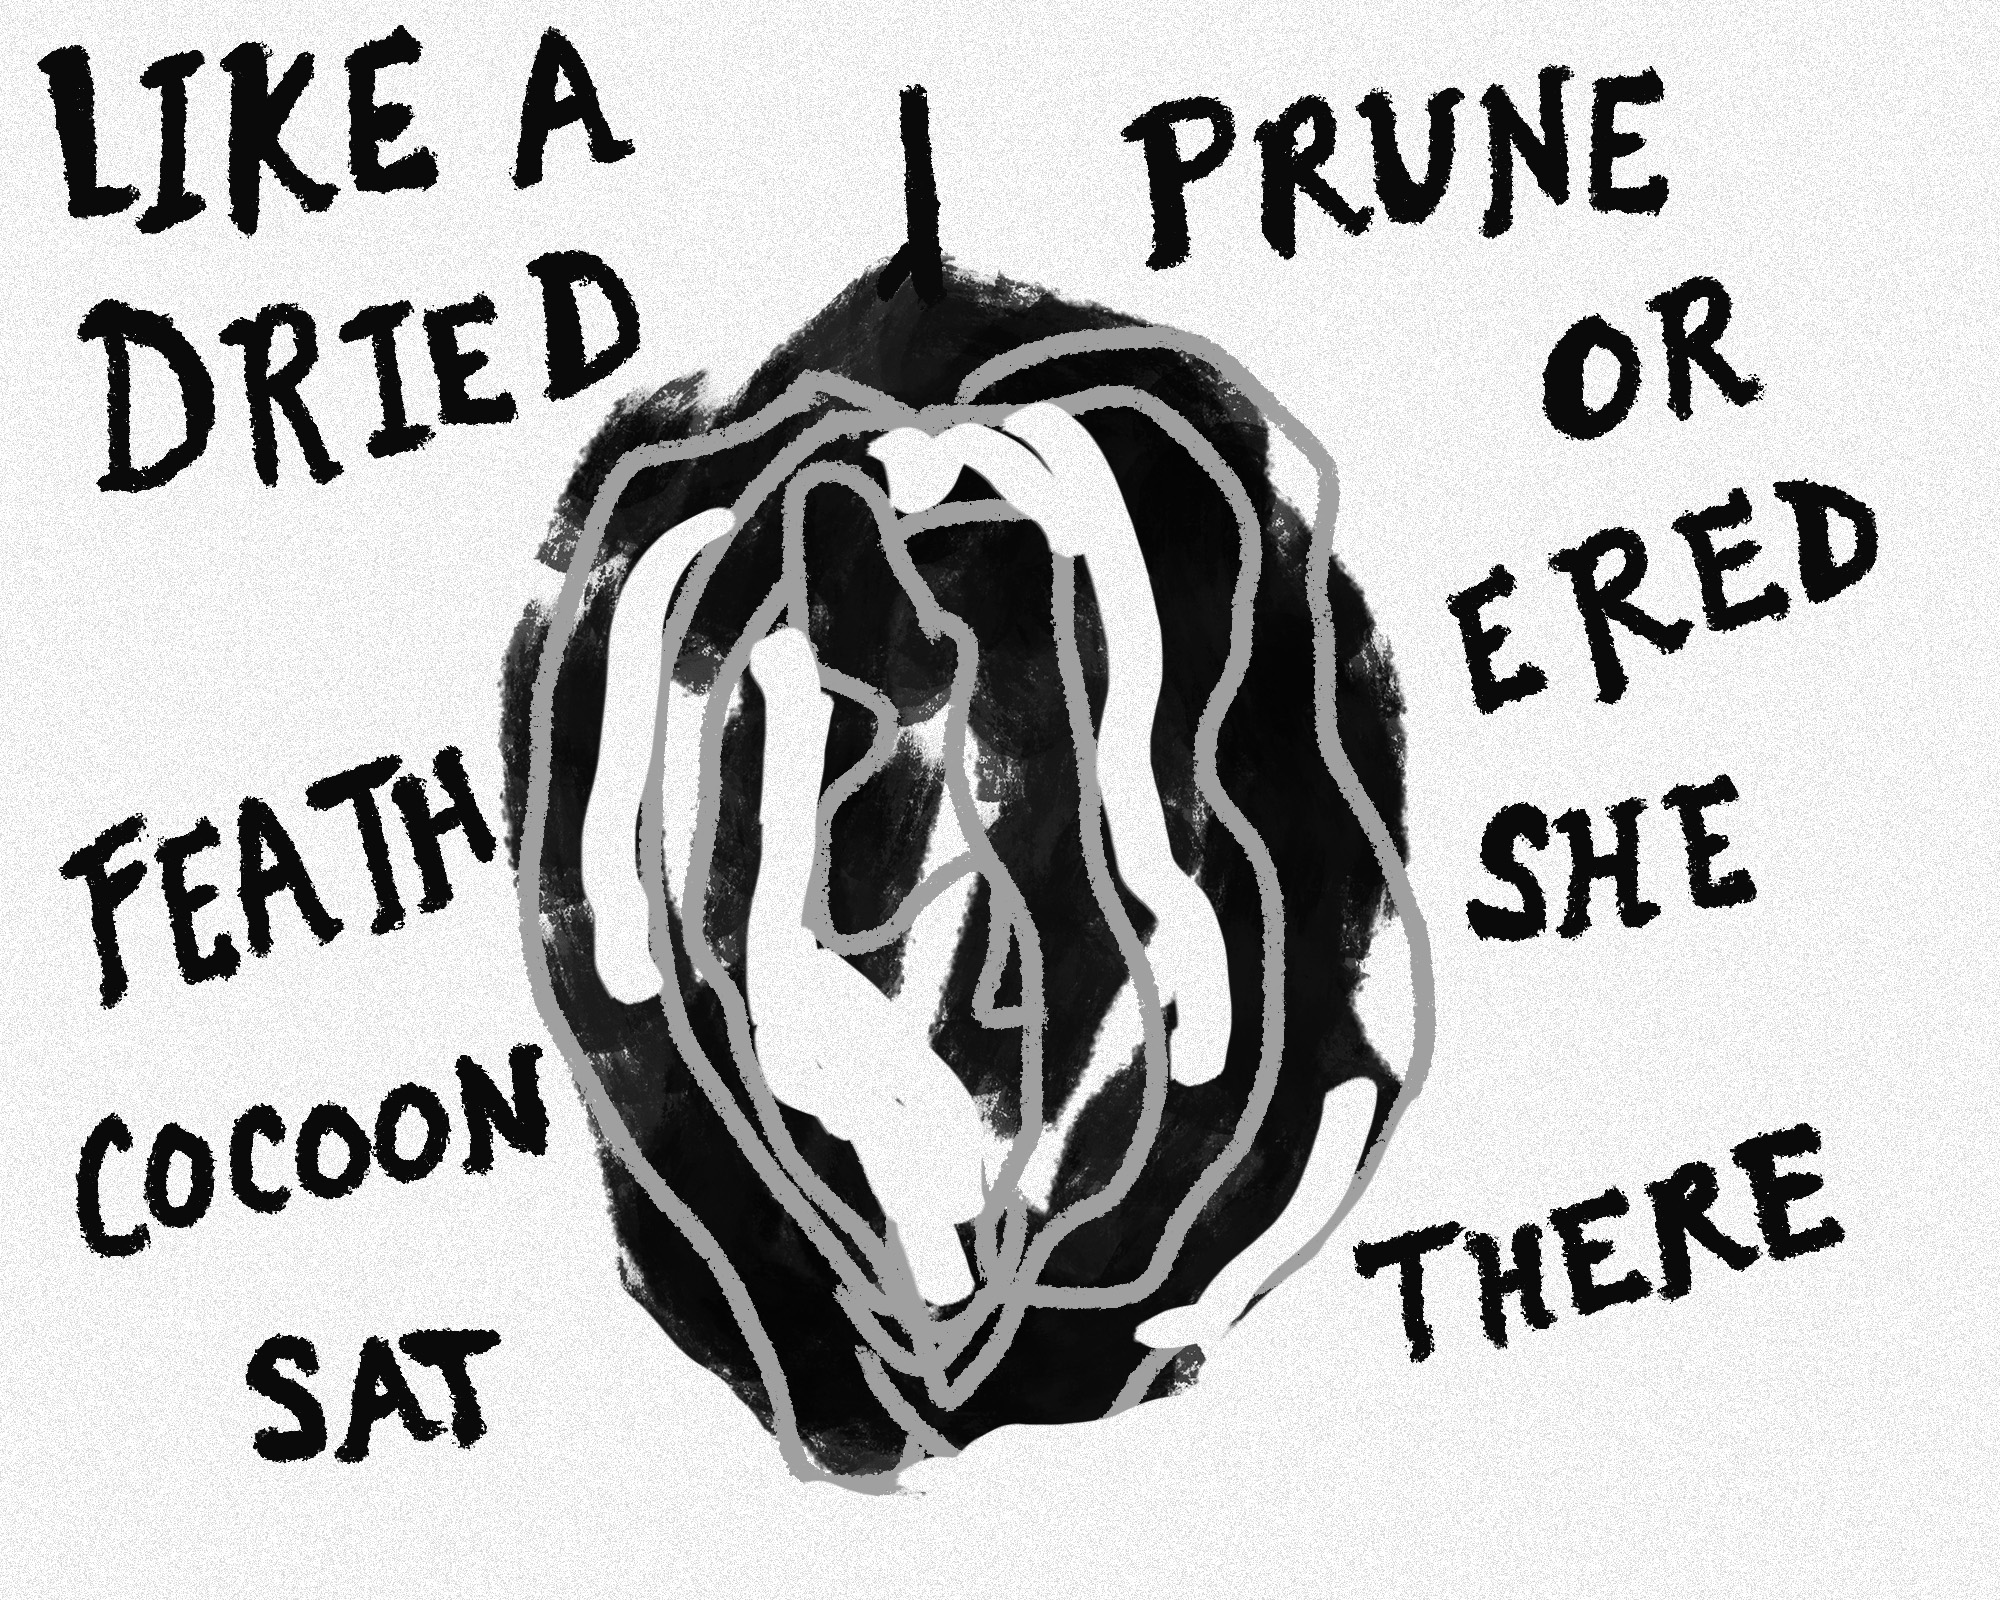 LIKE A PRUNE
DRIED OR
FEATH ERED
COCOON SHE
SAT THERE